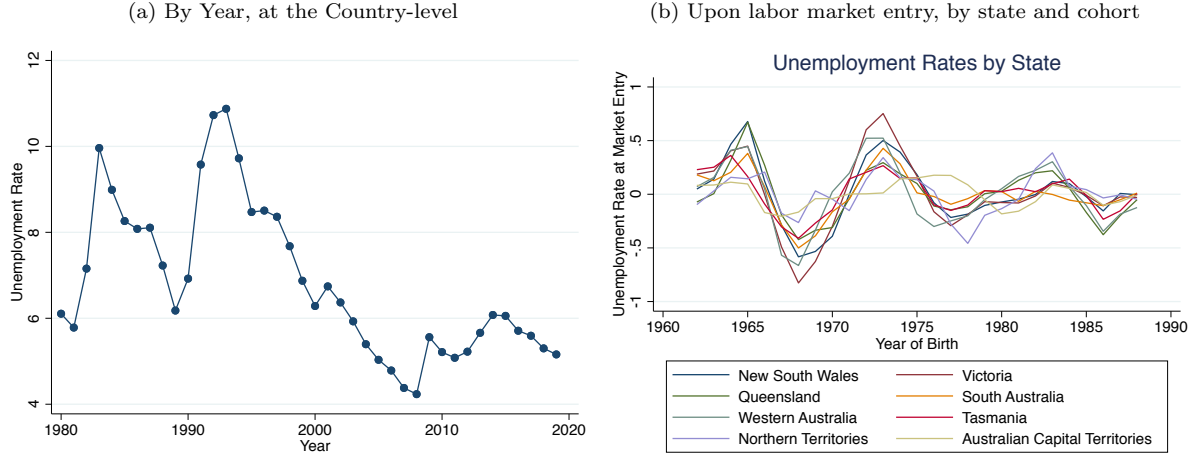 (a) By Year, at the Country-level
12
10
8
6
4
Unemployment Rate
1980 1990 2000 2010 2020
Year
(b) Upon labor market entry, by state and cohort
Unemployment Rates by State
1
.5
0
-.5
-1
Unemployment Rate at Market Entry
1960 1965 1970 1975 1980 1985 1990
Year of Birth
New South Wales Victoria
Queensland South Australia
Western Australia Tasmania
Northern Territories Australian Capital Territories